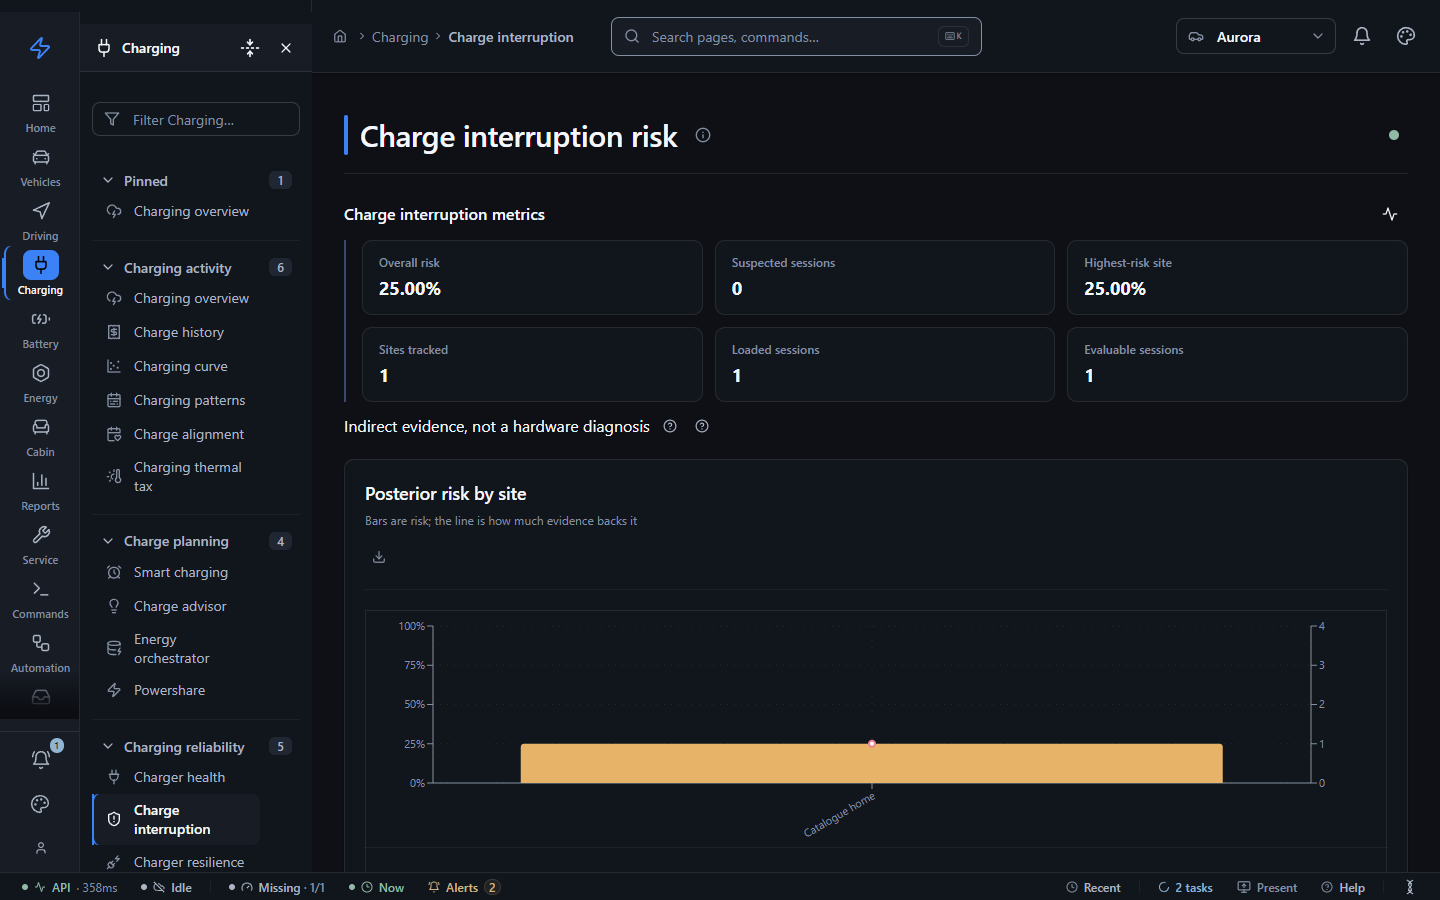 Charging
Charging
Charge interruption
Search pages, commands...
K
Aurora
Home
Vehicles
Driving
Charging
Battery
Energy
Cabin
Reports
Service
Commands
Automation
1
Filter Charging...
Pinned
1
Charging overview
Charging activity
6
Charging overview
Charge history
Charging curve
Charging patterns
Charge alignment
Charging thermal
tax
Charge planning
4
Smart charging
Charge advisor
Energy
orchestrator
Powershare
Charging reliability
5
Charger health
Charge
interruption
Charger resilience
Charge interruption risk
Charge interruption metrics
Overall risk
25.00%
Suspected sessions
0
Highest-risk site
25.00%
Sites tracked
1
Loaded sessions
1
Evaluable sessions
1
Indirect evidence, not a hardware diagnosis
Posterior risk by site
Bars are risk; the line is how much evidence backs it
100%
75%
50%
25%
0%
4
3
2
1
0
Catalogue home
API · 358ms
Idle
Missing · 1/1
Now
Alerts 2
Recent
2 tasks
Present
Help